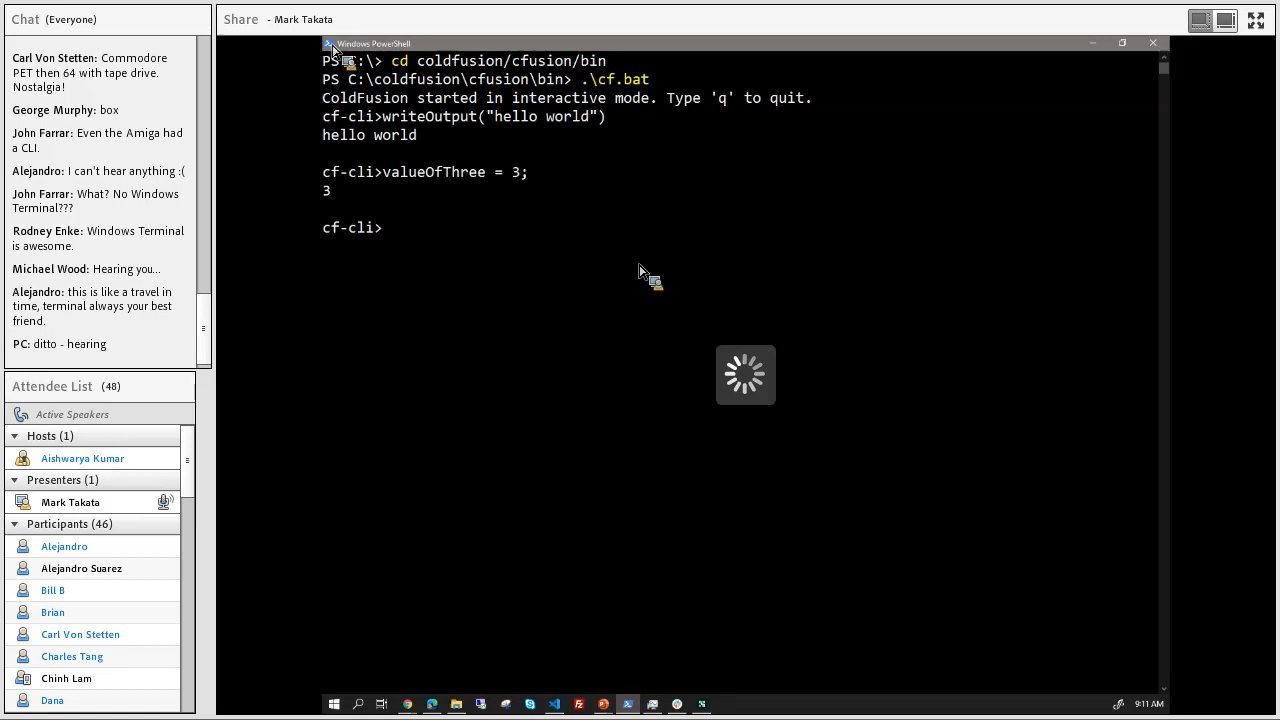 Chat (Everyone)
Carl Von Stetten: Commodore
PET then 64 with tape drive.
Nostalgia!
George Murphy: box
John Farrar: Even the Amiga had
a CLI.
Alejandro: I can't hear anything :(
John Farrar: What? No Windows
Terminal???
Rodney Enke: Windows Terminal
is awesome.
Michael Wood: Hearing you...
Alejandro: this is like a travel in
time, terminal always your best
friend.
PC: ditto - hearing
Attendee List (48)
Active Speakers
Hosts (1)
Aishwarya Kumar
Presenters (1)
Mark Takata
Participants (46)
Alejandro
Alejandro Suarez
Bill B
Brian
Carl Von Stetten
Charles Tang
Chinh Lam
Dana
Share - Mark Takata
Windows PowerShell
PS :\> cd coldfusion/cfusion/bin
PS C:\coldfusion\cfusion\bin> .\cf.bat
ColdFusion started in interactive mode. Type 'q' to quit.
cf-cli>writeOutput("hello world")
hello world
cf-cli>valueOfThree = 3;
3
cf-cli>
9:11 AM